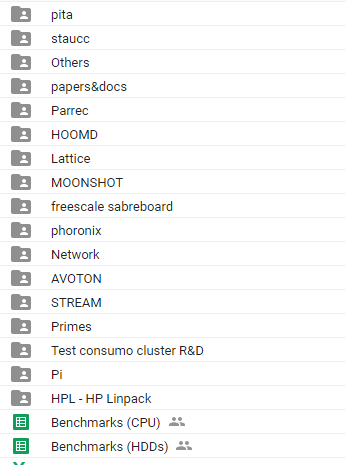 pita
staucc
Others
papers&docs
Parrec
HOOMD
Lattice
MOONSHOT
freescale sabreboard
phoronix
Network
AVOTON
STREAM
Primes
Test consumo cluster R&D
Pi
HPL - HP Linpack
Benchmarks (CPU)
Benchmarks (HDDs)